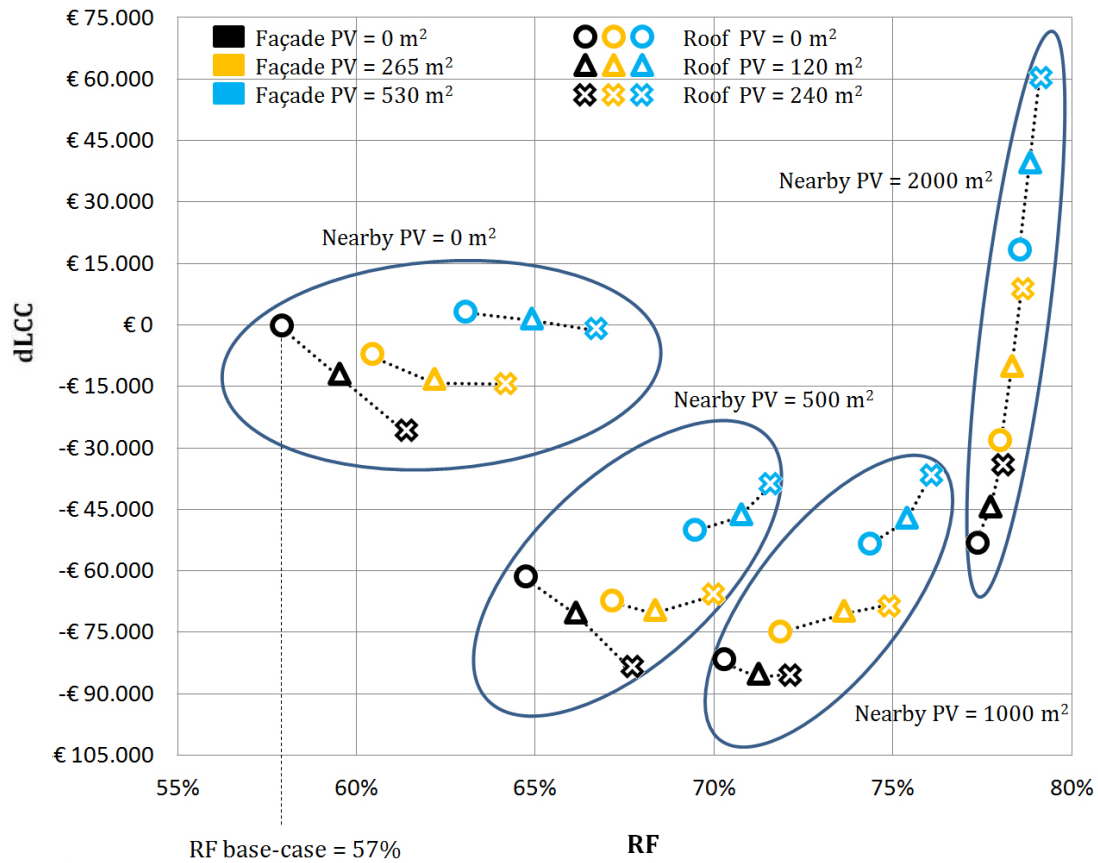 € 75.000
€ 60.000
€ 45.000
€ 30.000
€ 15.000
€ 0
-€ 15.000
-€ 30.000
-€ 45.000
-€ 60.000
-€ 75.000
-€ 90.000
€ 105.000
dLCC
Façade PV = 0 m²
Façade PV = 265 m²
Façade PV = 530 m²
Roof PV = 0 m²
Roof PV = 120 m²
Roof PV = 240 m²
Nearby PV = 2000 m²
Nearby PV = 0 m²
Nearby PV = 500 m²
Nearby PV = 1000 m²
55% 60% 65% 70% 75% 80%
RF
RF base-case = 57%